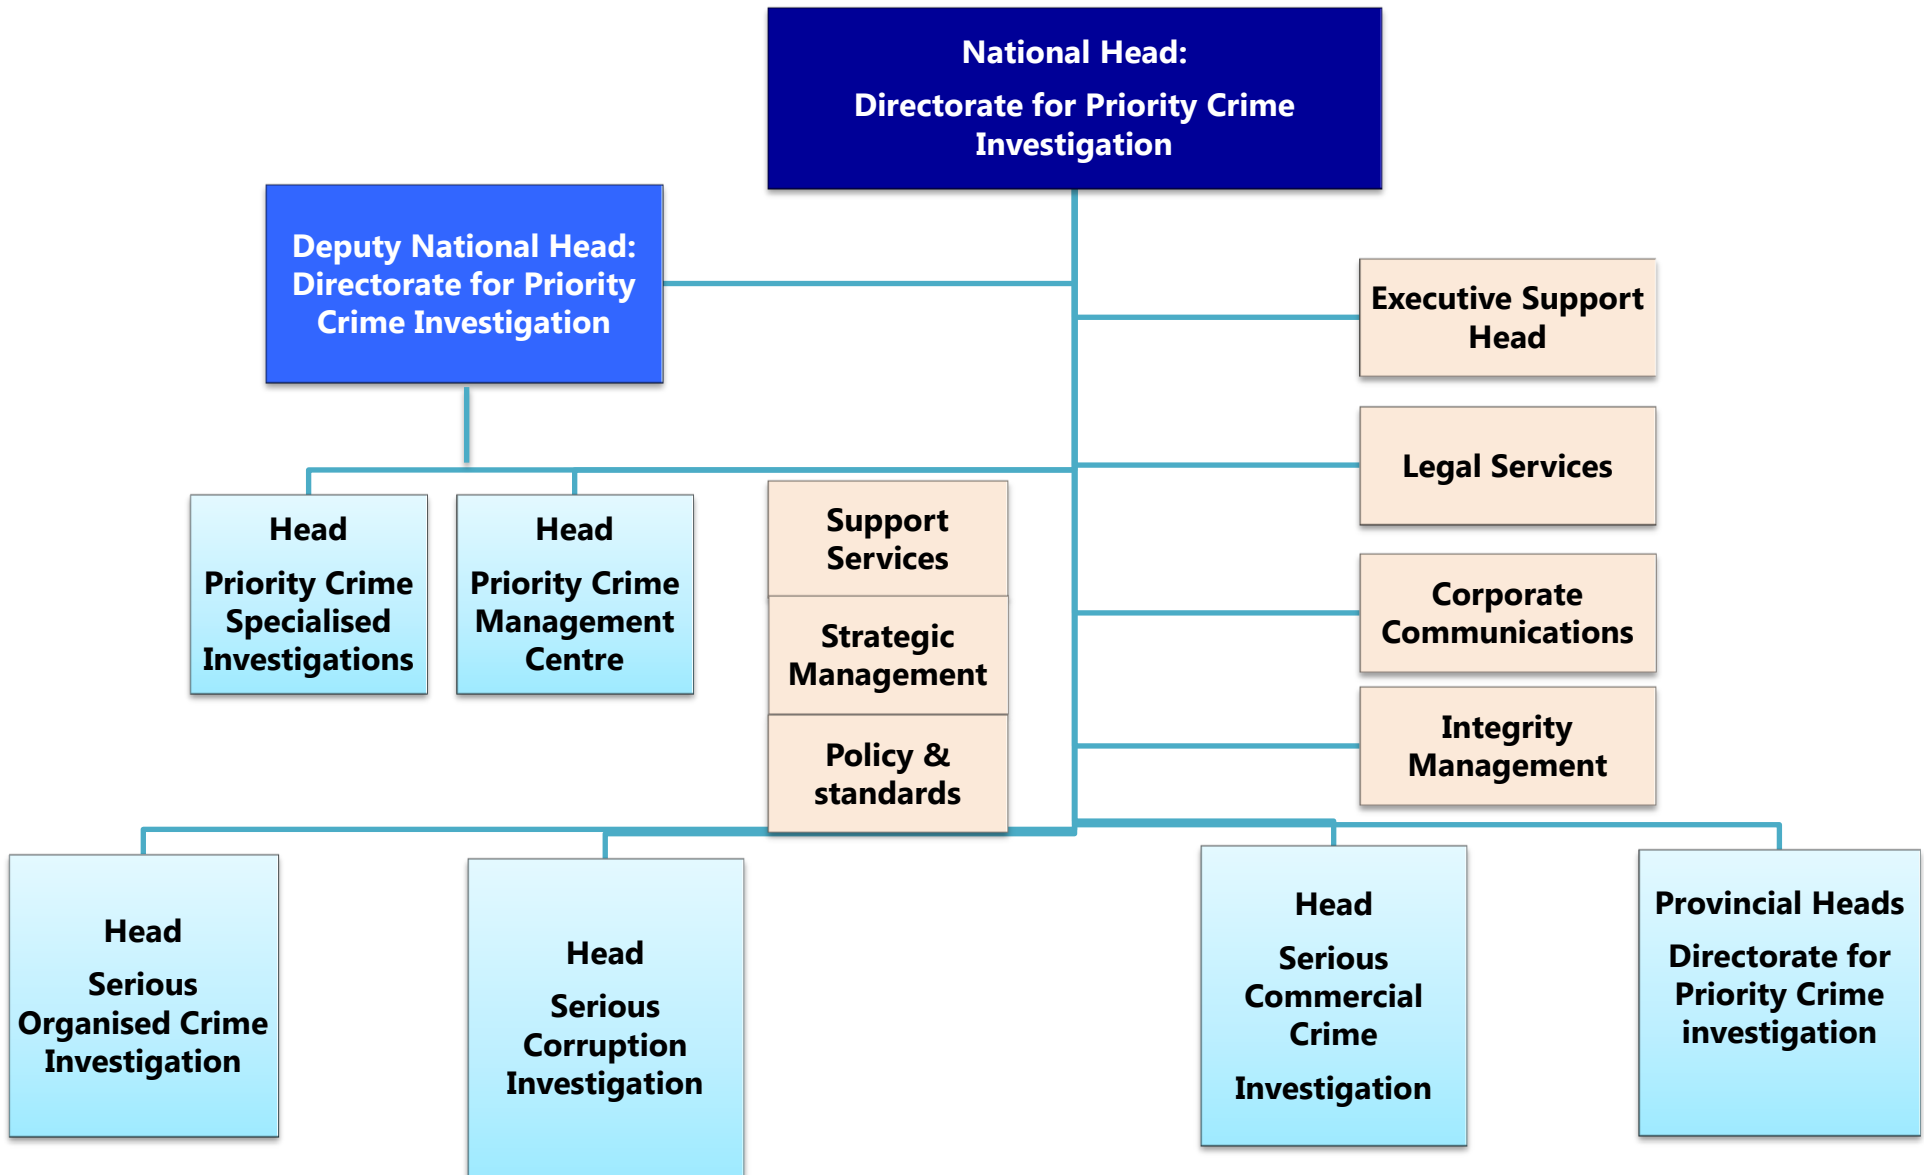 National Head:
Directorate for Priority Crime
Investigation
Deputy National Head:
Directorate for Priority
Crime Investigation
Executive Support
Head
Legal Services
Corporate
Communications
Integrity
Management
Head
Priority Crime
Specialised
Investigations
Head
Priority Crime
Management
Centre
Support
Services
Strategic
Management
Policy &
standards
Head
Serious
Organised Crime
Investigation
Head
Serious
Corruption
Investigation
Head
Serious
Commercial
Crime
Investigation
Provincial Heads
Directorate for
Priority Crime
investigation